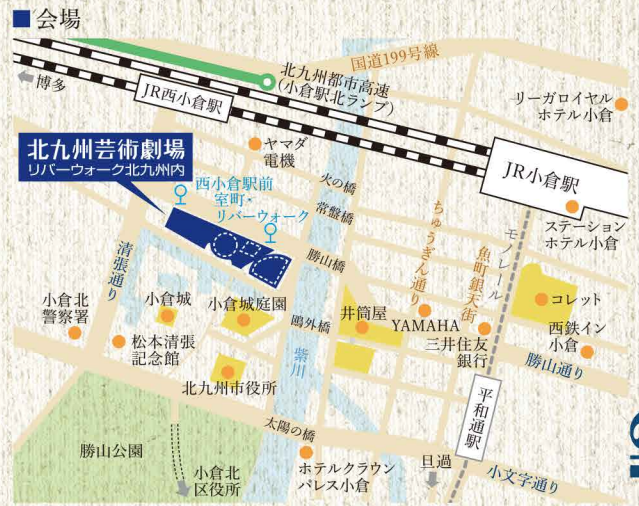 ■会場
国道199号線
北九州都市高速
(小倉駅北ランプ)
博多
JR西小倉駅
リーガロイヤル
ホテル小倉
ヤマダ
電機
北九州芸術劇場
リバーウォーク北九州内
JR小倉駅
火の橋
西小倉駅前
室町・
リバーウォーク
常盤橋
ステーション
ホテル小倉
モノレール
ちゅうぎん通り
魚町銀天街
清張通り
勝山橋
小倉北
警察署
小倉城
小倉城庭園
鷗外橋
井筒屋
YAMAHA
コレット
三井住友
銀行
西鉄イン
小倉
松本清張
記念館
紫川
勝山通り
北九州市役所
平和通駅
太陽の橋
勝山公園
小倉北
区役所
ホテルクラウン
パレス小倉
旦過
小文字通り